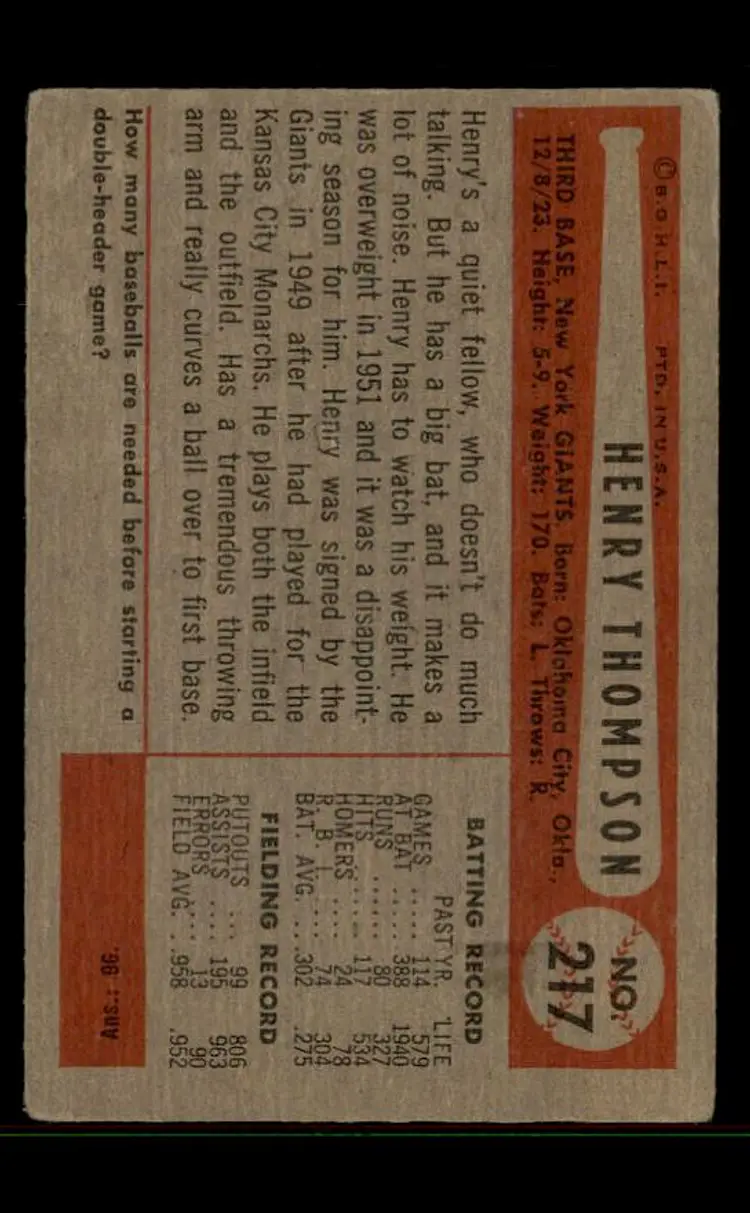 ©B.G.H.L.I. PTD. IN U.S.A.
HENRY THOMPSON
NO.
217
THIRD BASE, New York GIANTS. Born: Oklahoma City, Okla.,
12/8/23. Height: 5-9. Weight: 170. Bats: L. Throws: R.
Henry's a quiet fellow, who doesn't do much
talking. But he has a big bat, and it makes a
lot of noise. Henry has to watch his weight. He
was overweight in 1951 and it was a disappoint-
ing season for him. Henry was signed by the
Giants in 1949 after he had played for the
Kansas City Monarchs. He plays both the infield
and the outfield. Has a tremendous throwing
arm and really curves a ball over to first base.
BATTING RECORD
PAST YR. LIFE
GAMES ..... 114 579
AT BAT ..... 388 1940
RUNS ...... 80 327
HITS ...... 117 534
HOMERS ..... 24 78
R. B. I. .... 74 304
BAT. AVG. ...302 .275
FIELDING RECORD
PUTOUTS ... 99 806
ASSISTS .... 195 963
ERRORS .... 13 90
FIELD AVG. ..958 .952
How many baseballs are needed before starting a
double-header game?
Ans.: 96.